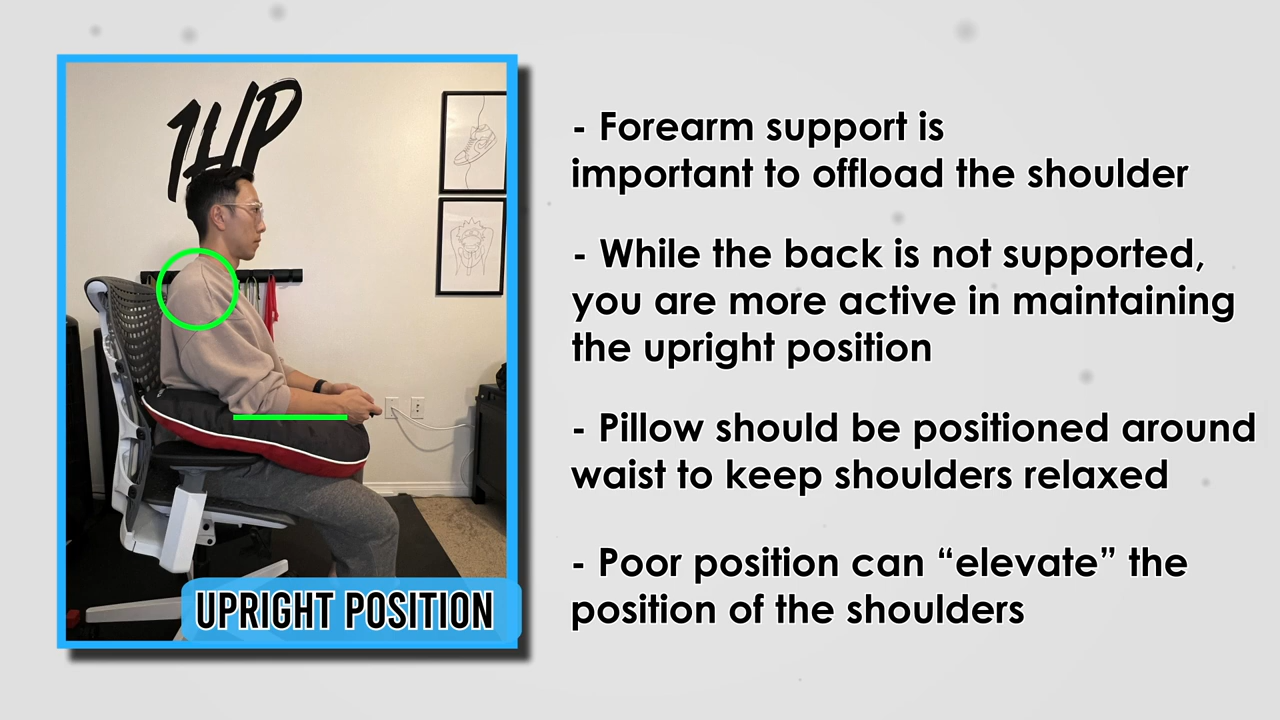 1HP
UPRIGHT POSITION
- Forearm support is
important to offload the shoulder
- While the back is not supported,
you are more active in maintaining
the upright position
- Pillow should be positioned around
waist to keep shoulders relaxed
- Poor position can “elevate” the
position of the shoulders